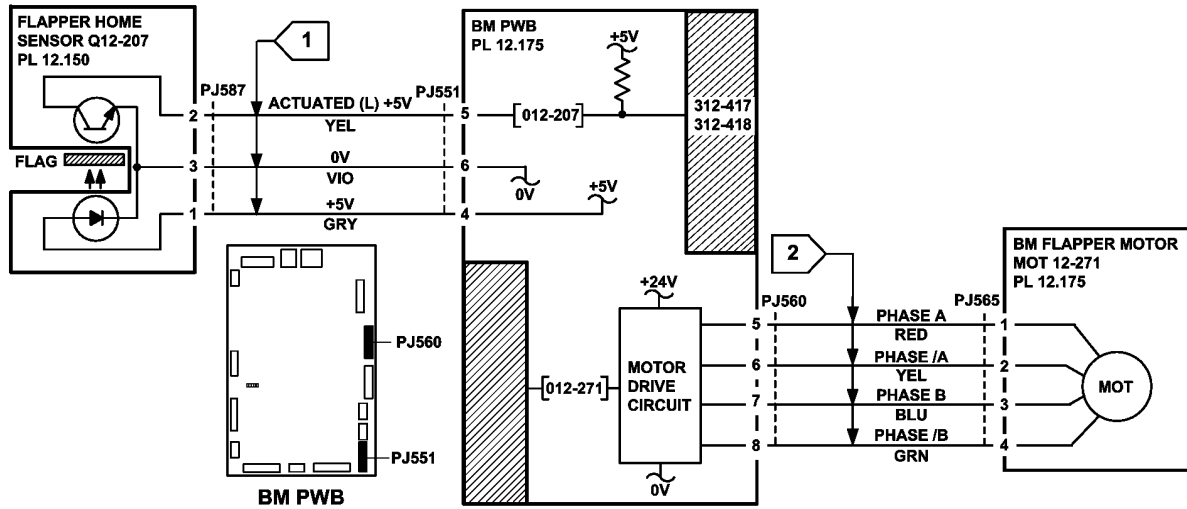 FLAPPER HOME
SENSOR Q12-207
PL 12.150
1
BM PWB
PL 12.175
+5V
PJ587
ACTUATED (L) +5V
PJ551
2
YEL
5
[012-207]
312-417
312-418
FLAG
3
0V
VIO
6
0V
+5V
1
+5V
GRY
4
PJ560
PJ551
BM PWB
+24V
MOTOR
DRIVE
CIRCUIT
[012-271]
0V
2
PJ560
PJ565
BM FLAPPER MOTOR
MOT 12-271
PL 12.175
5
PHASE A
RED
1
6
PHASE /A
YEL
2
7
PHASE B
BLU
3
8
PHASE /B
GRN
4
MOT